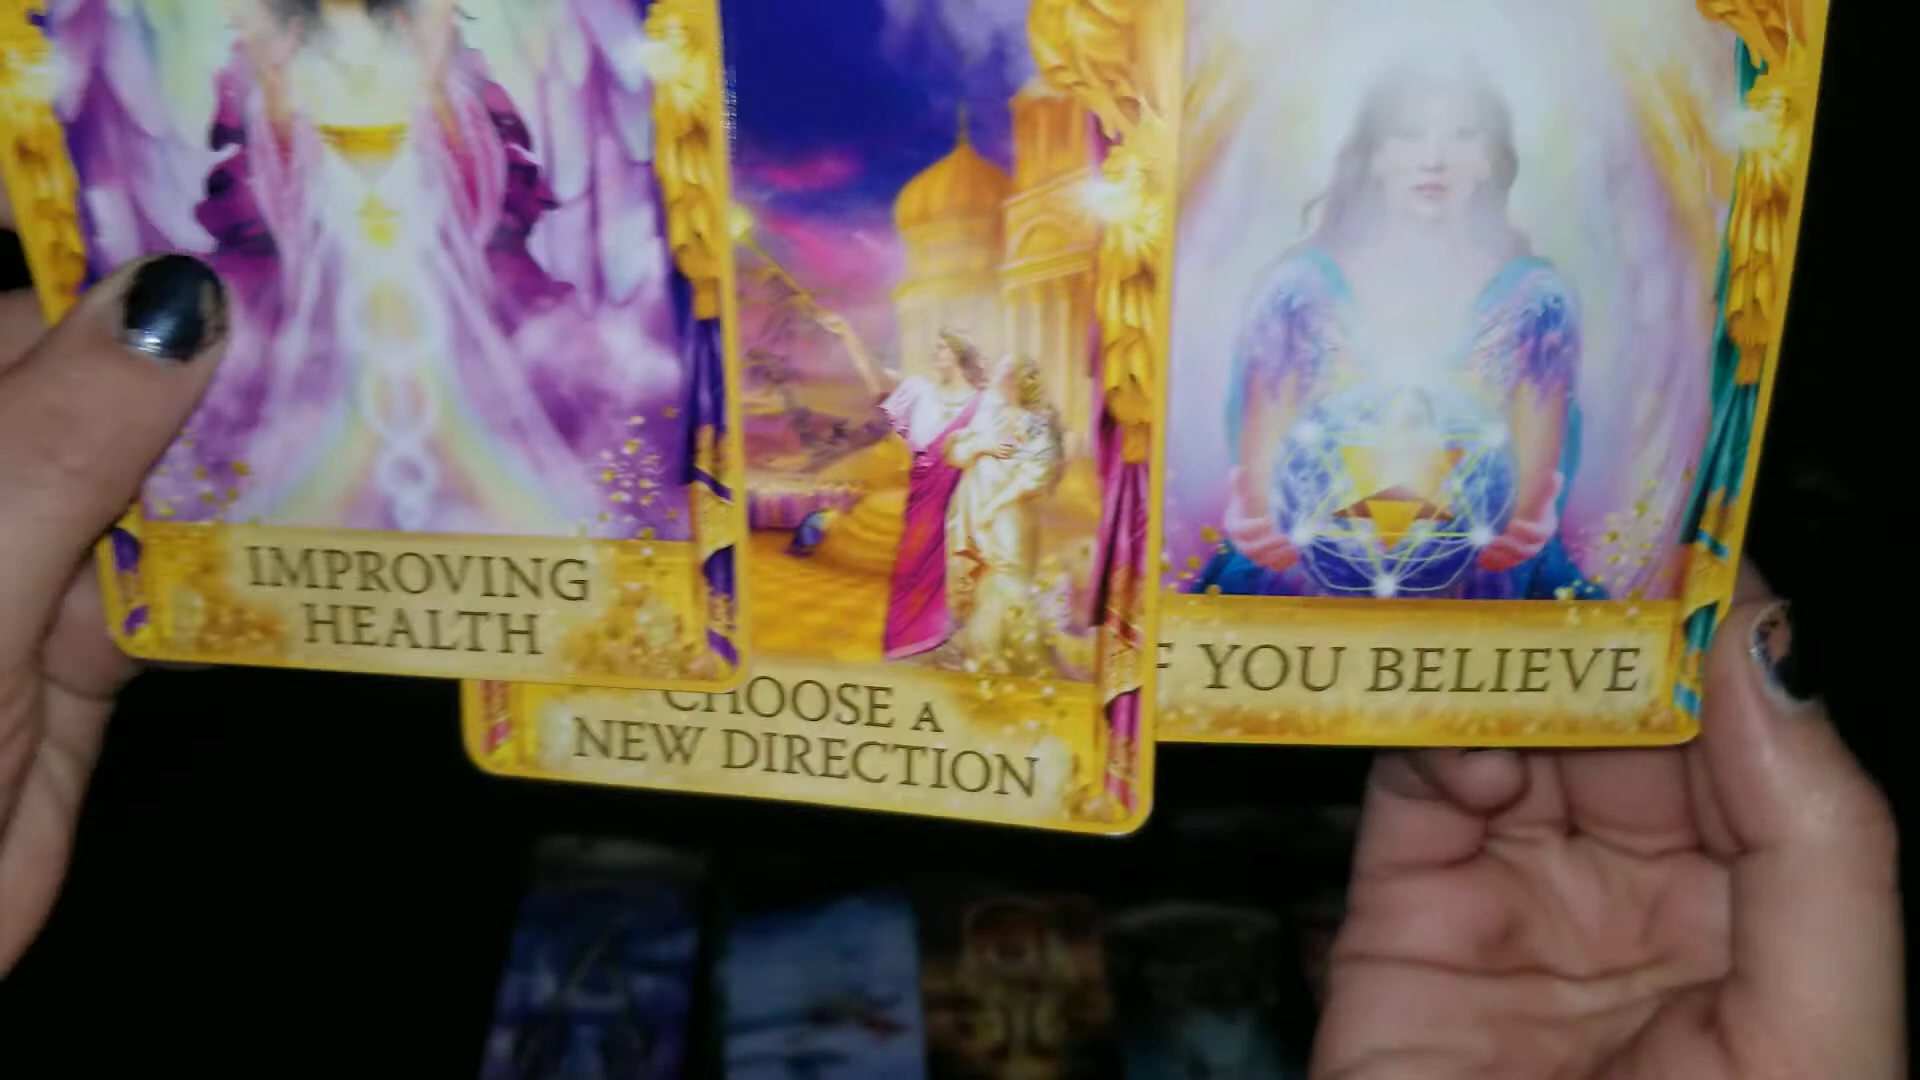 IMPROVING
HEALTH
CHOOSE A
NEW DIRECTION
F YOU BELIEVE